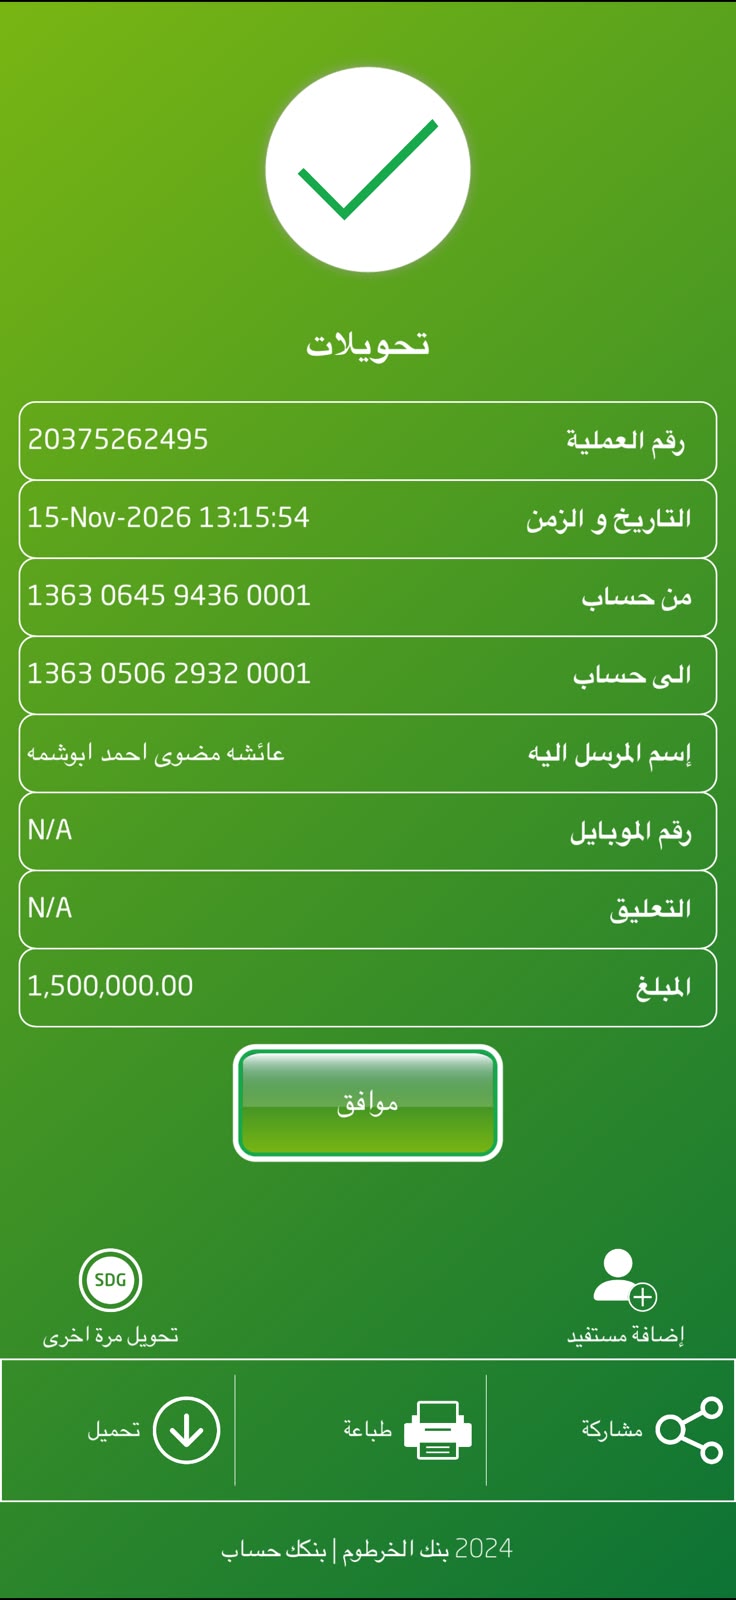 تحويلات
رقم العملية 20375262495
التاريخ و الزمن 15-Nov-2026 13:15:54
من حساب 1363 0645 9436 0001
الى حساب 1363 0506 2932 0001
إسم المرسل اليه عائشه مضوى احمد ابوشمه
رقم الموبايل N/A
التعليق N/A
المبلغ 1,500,000.00
موافق
SDG
إضافة مستفيد تحويل مرة اخرى
مشاركة طباعة تحميل
2024 بنك الخرطوم | بنكك حساب